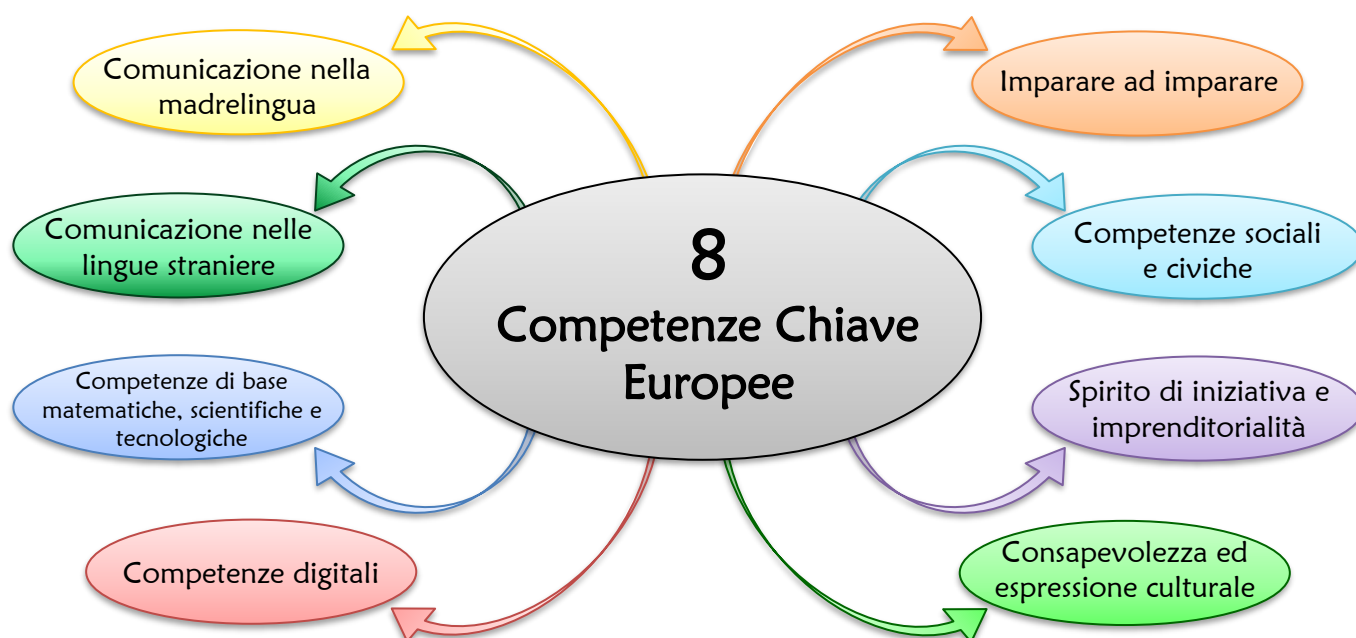 Comunicazione nella
madrelingua
Imparare ad imparare
Comunicazione nelle
lingue straniere
Competenze sociali
e civiche
8
Competenze Chiave
Europee
Competenze di base
matematiche, scientifiche e
tecnologiche
Spirito di iniziativa e
imprenditorialità
Competenze digitali
Consapevolezza ed
espressione culturale